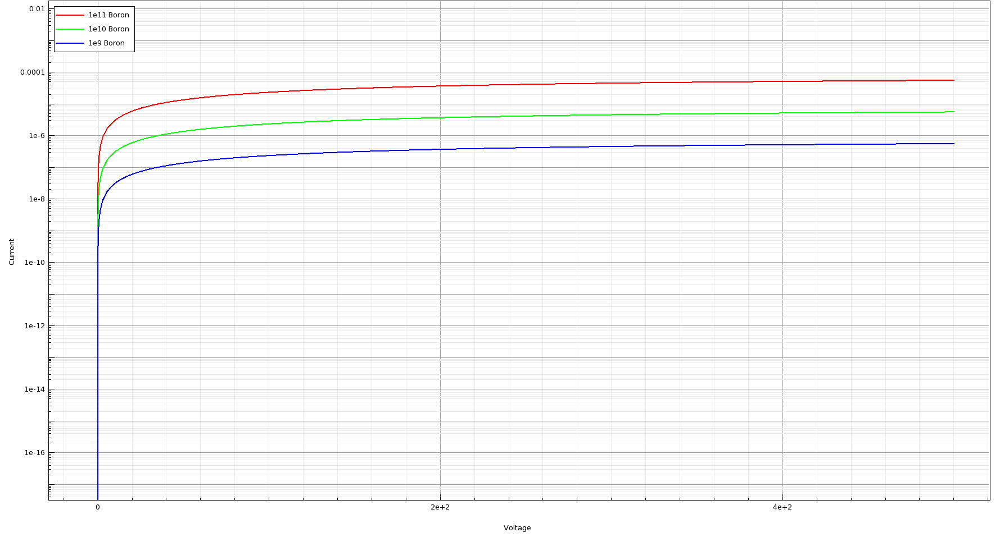 0.01
1e11 Boron
1e10 Boron
1e9 Boron
0.0001
1e-6
1e-8
Current
1e-10
1e-12
1e-14
1e-16
0
2e+2
4e+2
Voltage